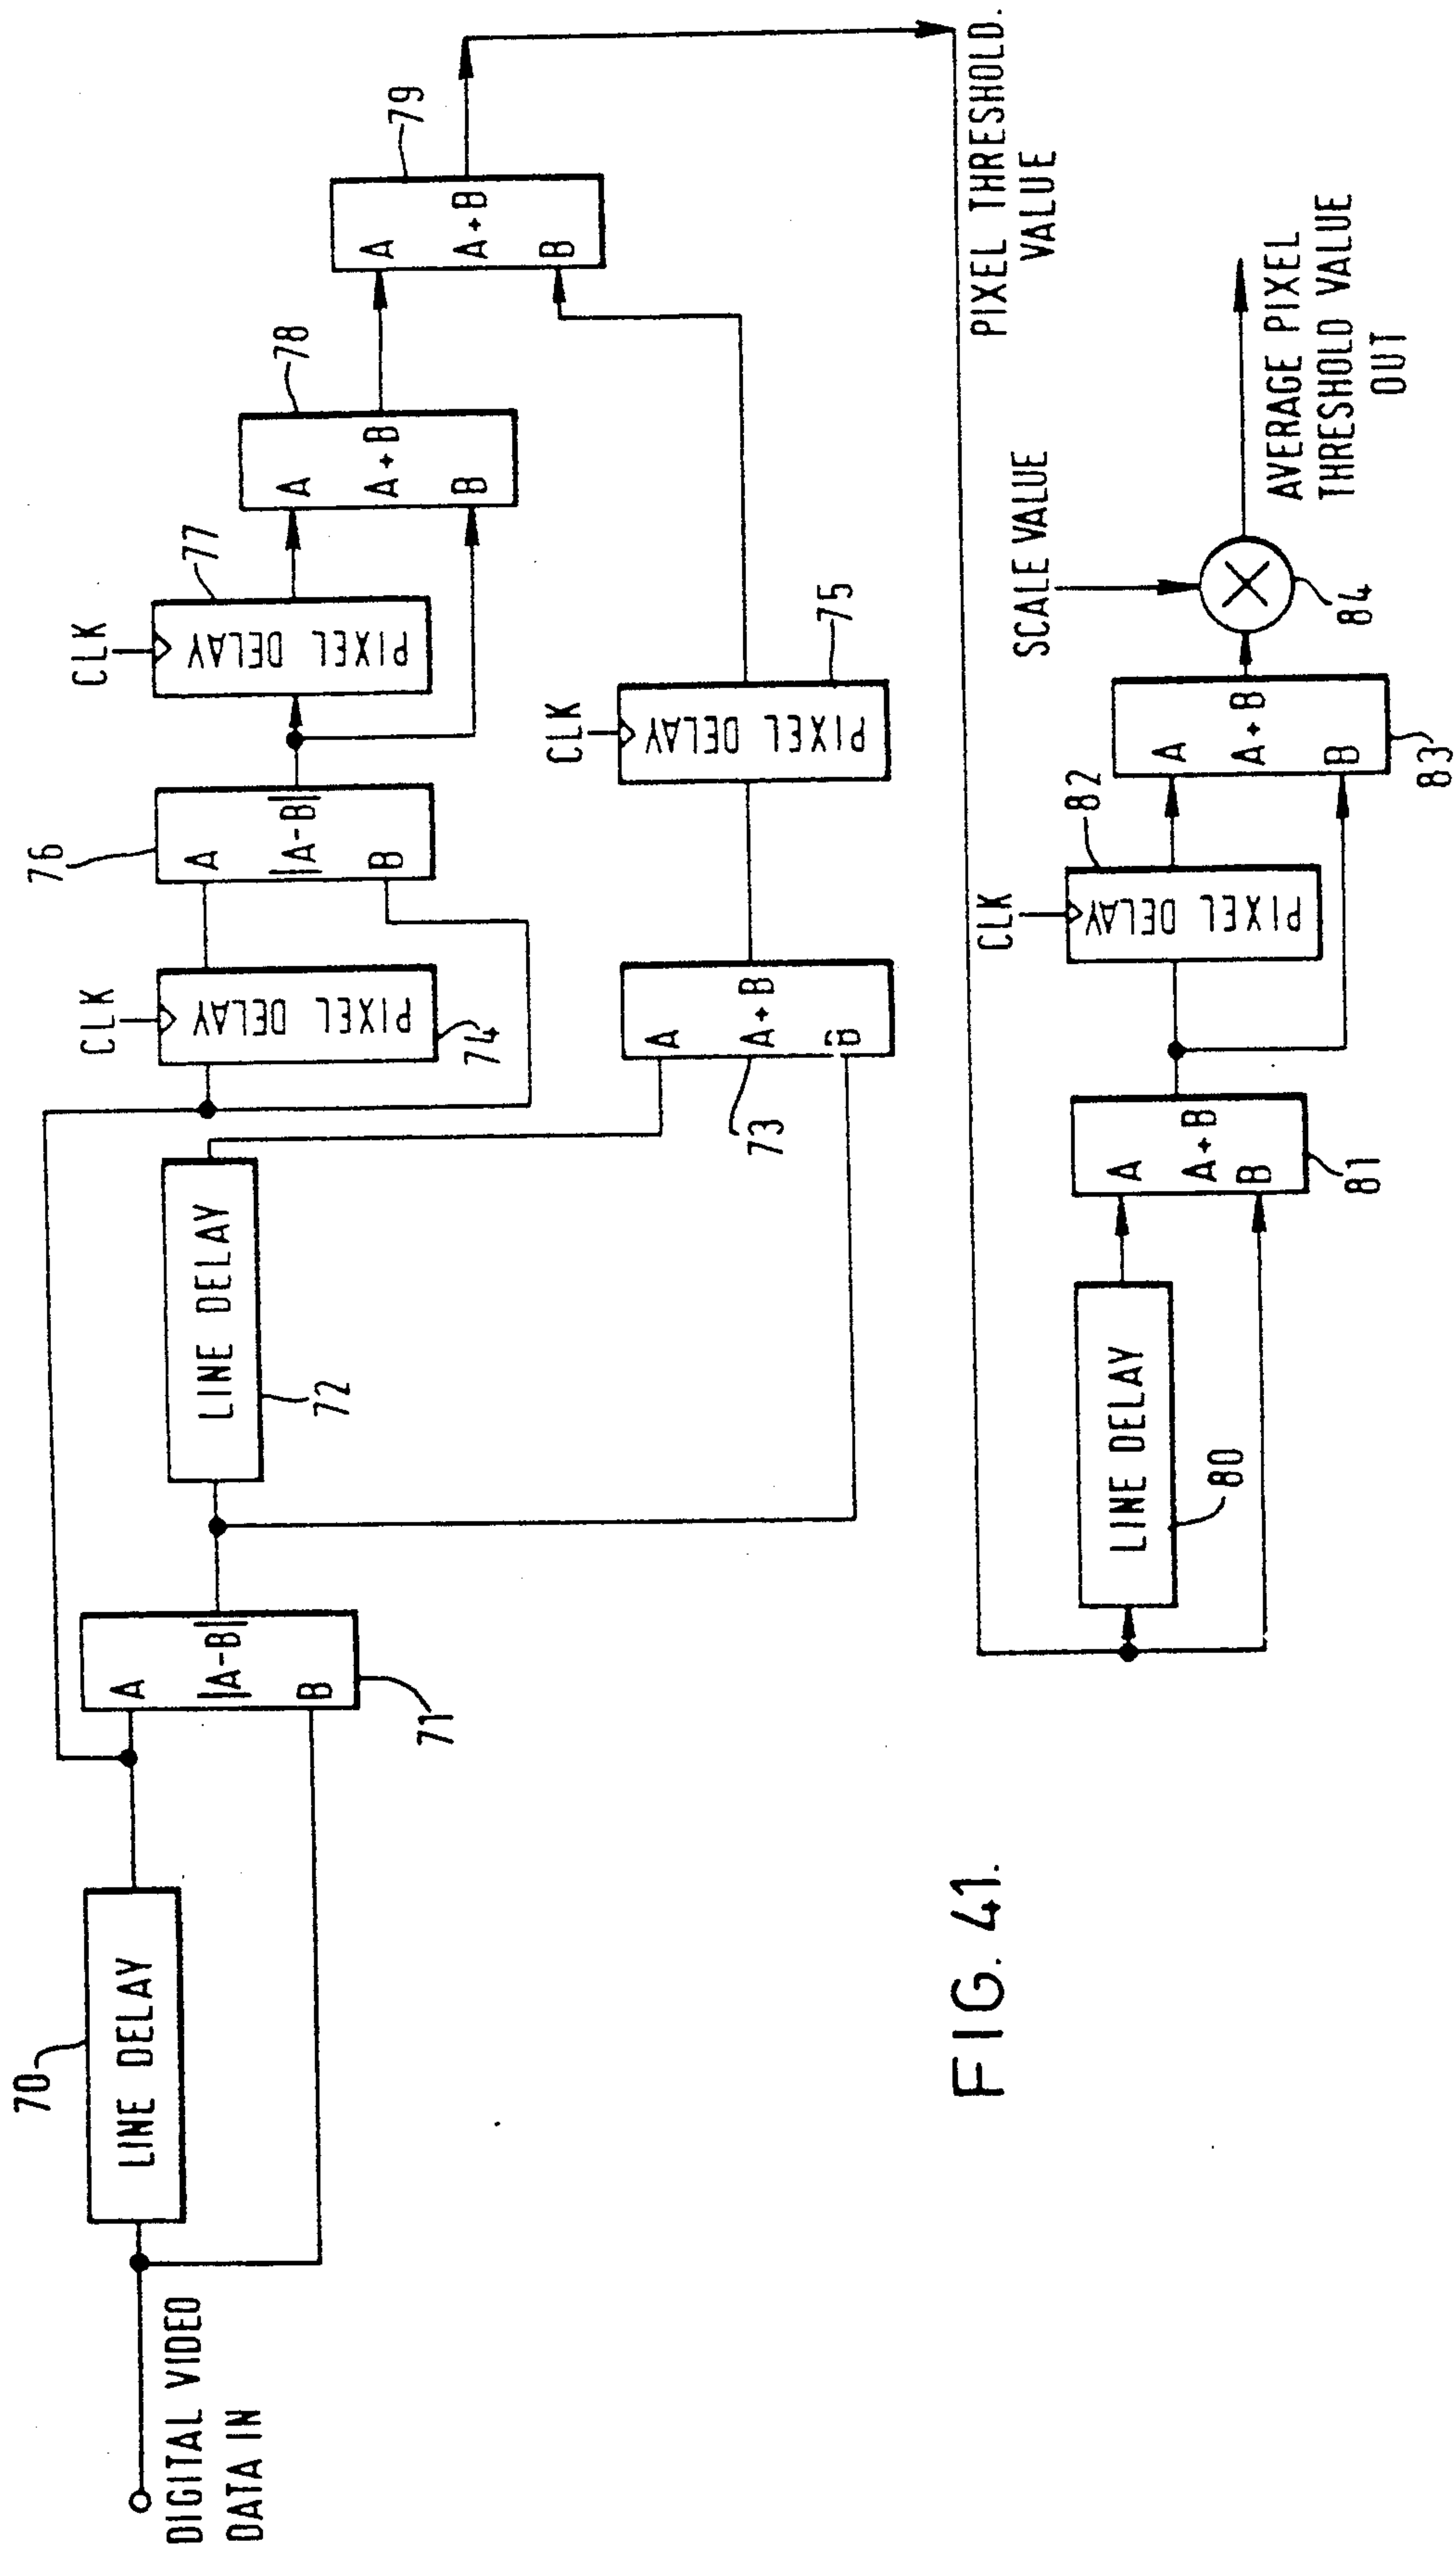 DIGITAL VIDEO
DATA IN
70
LINE DELAY
A
|A-B|
B
71
LINE DELAY
72
CLK
PIXEL DELAY
74
A
A+B
B
73
76
A
|A-B|
B
CLK
PIXEL DELAY
77
CLK
PIXEL DELAY
75
78
A
A+B
B
79
A
A+B
B
PIXEL THRESHOLD.
VALUE
LINE DELAY
80
A
A+B
B
81
CLK
PIXEL DELAY
82
A
A+B
B
83
SCALE VALUE
84
AVERAGE PIXEL
THRESHOLD VALUE
OUT
FIG. 41.